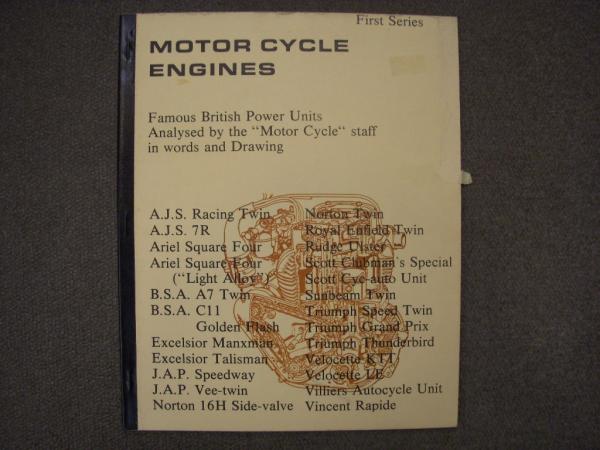 First Series
MOTOR CYCLE
ENGINES
Famous British Power Units
Analysed by the “Motor Cycle“ staff
in words and Drawing
A.J.S. Racing Twin
A.J.S. 7R
Ariel Square Four
Ariel Square Four
(“Light Alloy”)
B.S.A. A7 Twin
B.S.A. C11
Golden Flash
Excelsior Manxman
Excelsior Talisman
J.A.P. Speedway
J.A.P. Vee-twin
Norton 16H Side-valve
Norton Twin
Royal Enfield Twin
Rudge Ulster
Scott Clubman's Special
Scott Cyc-auto Unit
Sunbeam Twin
Triumph Speed Twin
Triumph Grand Prix
Triumph Thunderbird
Velocette KTT
Velocette LE
Villiers Autocycle Unit
Vincent Rapide